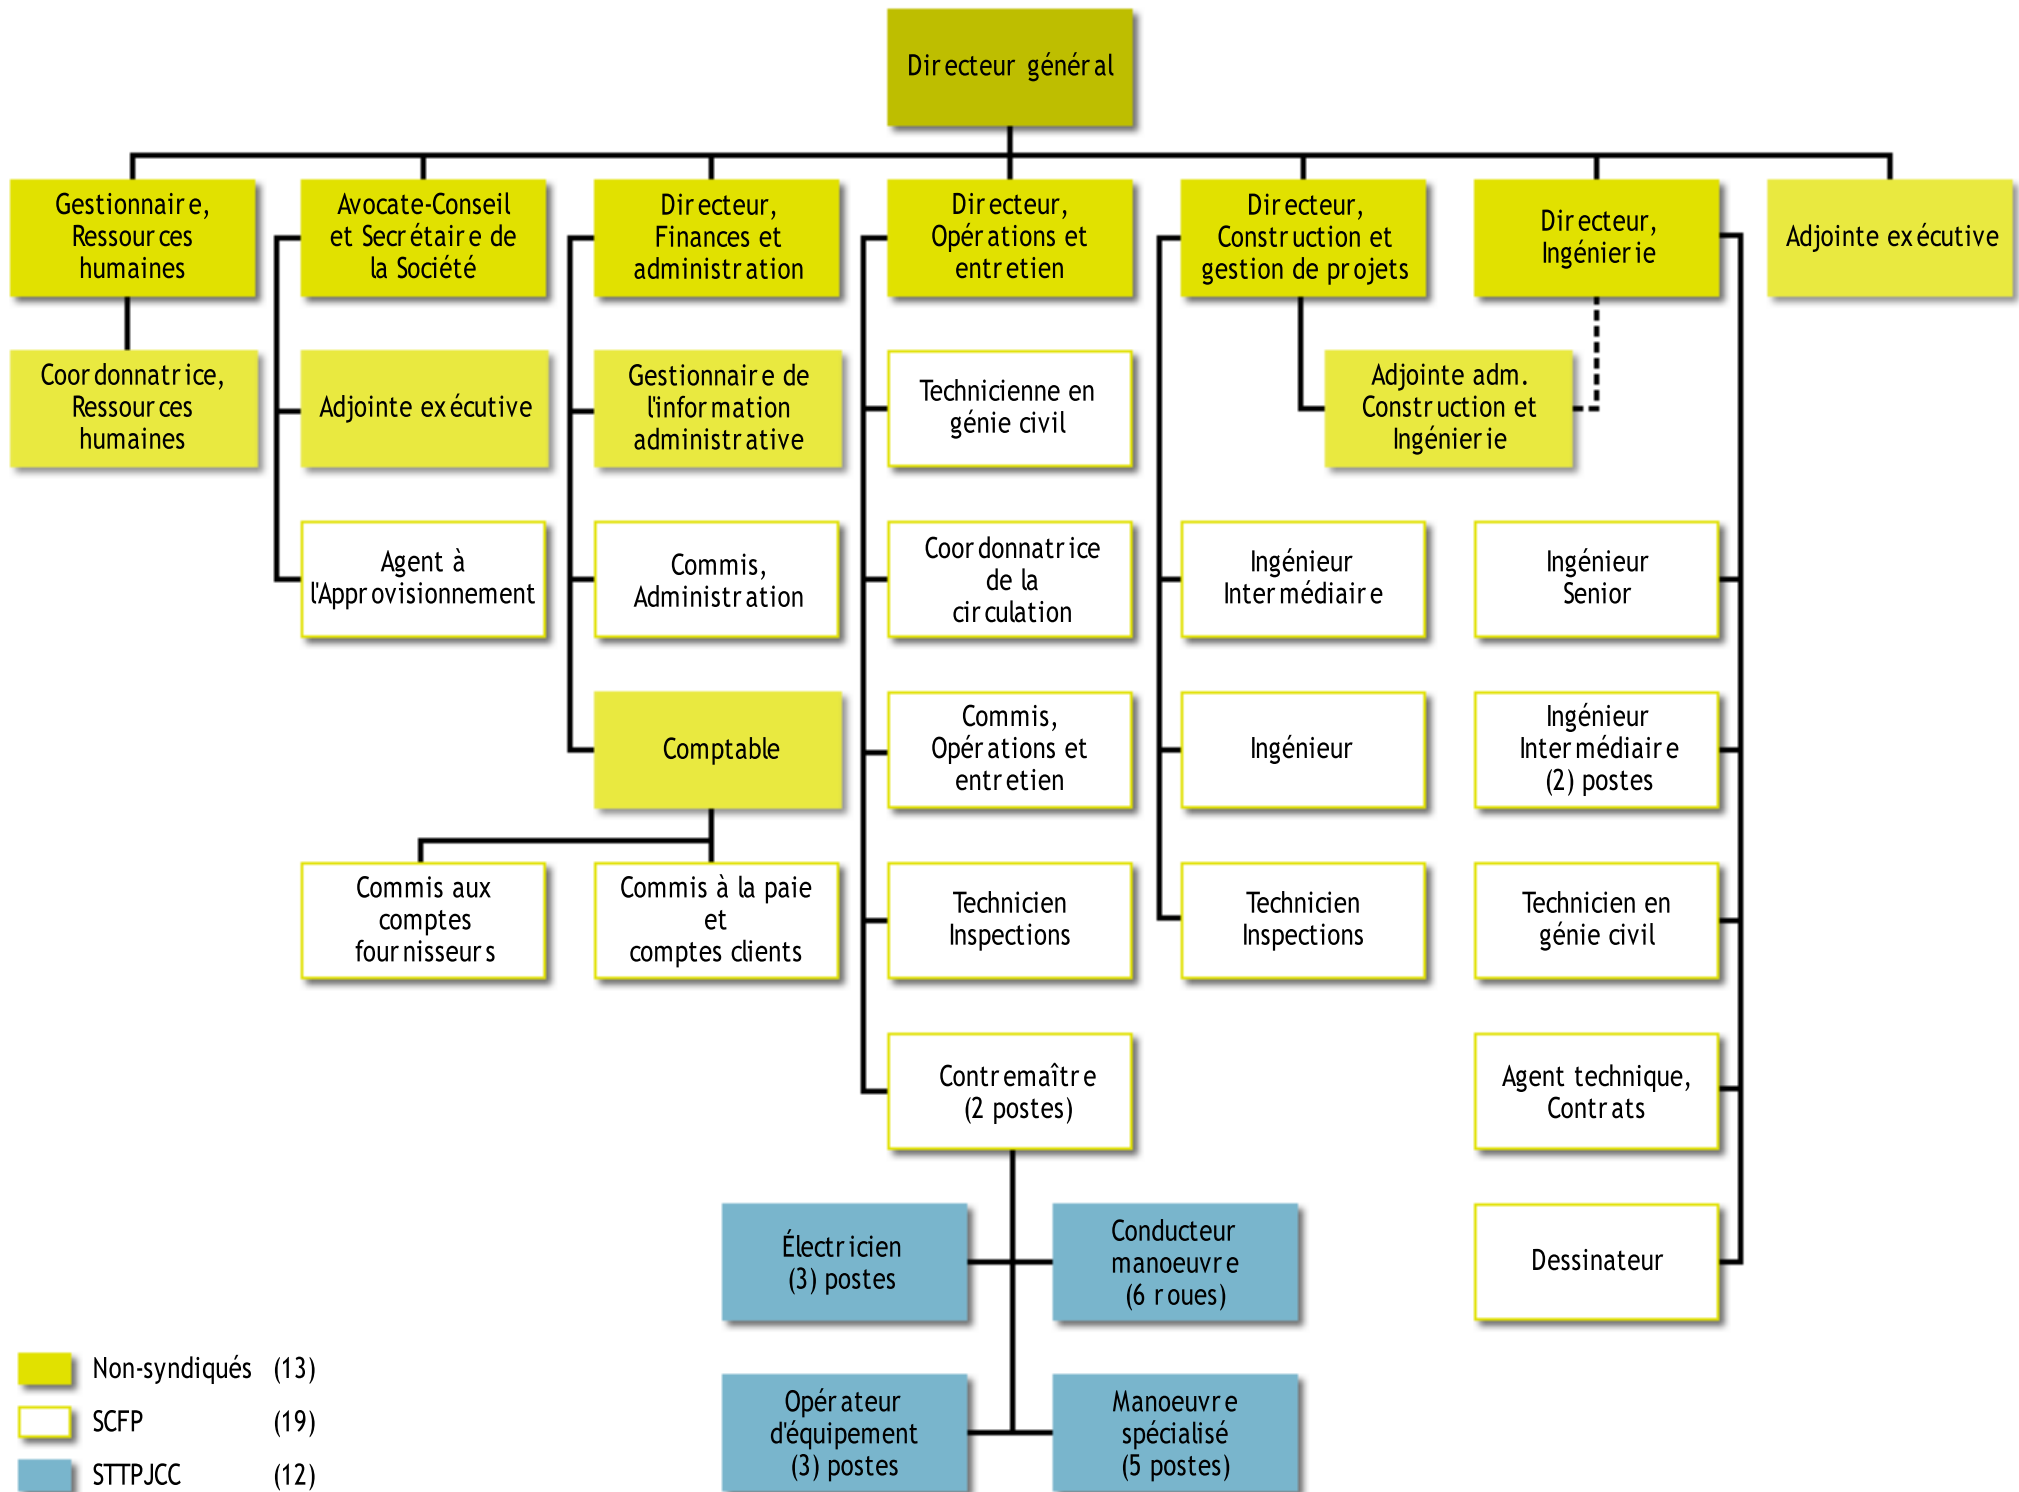 Directeur général
Gestionnaire,
Ressources
humaines
Avocate-Conseil
et Secrétaire de
la Société
Directeur,
Finances et
administration
Directeur,
Opérations et
entretien
Directeur,
Construction et
gestion de projets
Directeur,
Ingénierie
Adjointe exécutive
Coordonnatrice,
Ressources
humaines
Adjointe exécutive
Gestionnaire de
l'information
administrative
Technicienne en
génie civil
Adjointe adm.
Construction et
Ingénierie
Agent à
l'Approvisionnement
Commis,
Administration
Coordonnatrice
de la
circulation
Ingénieur
Intermédiaire
Ingénieur
Senior
Comptable
Commis,
Opérations et
entretien
Ingénieur
Ingénieur
Intermédiaire
(2) postes
Commis aux
comptes
fournisseurs
Commis à la paie
et
comptes clients
Technicien
Inspections
Technicien
Inspections
Technicien en
génie civil
Contremaître
(2 postes)
Agent technique,
Contrats
Électricien
(3) postes
Conducteur
manoeuvre
(6 roues)
Dessinateur
Opérateur
d'équipement
(3) postes
Manoeuvre
spécialisé
(5 postes)
Non-syndiqués (13)
SCFP (19)
STTPJCC (12)